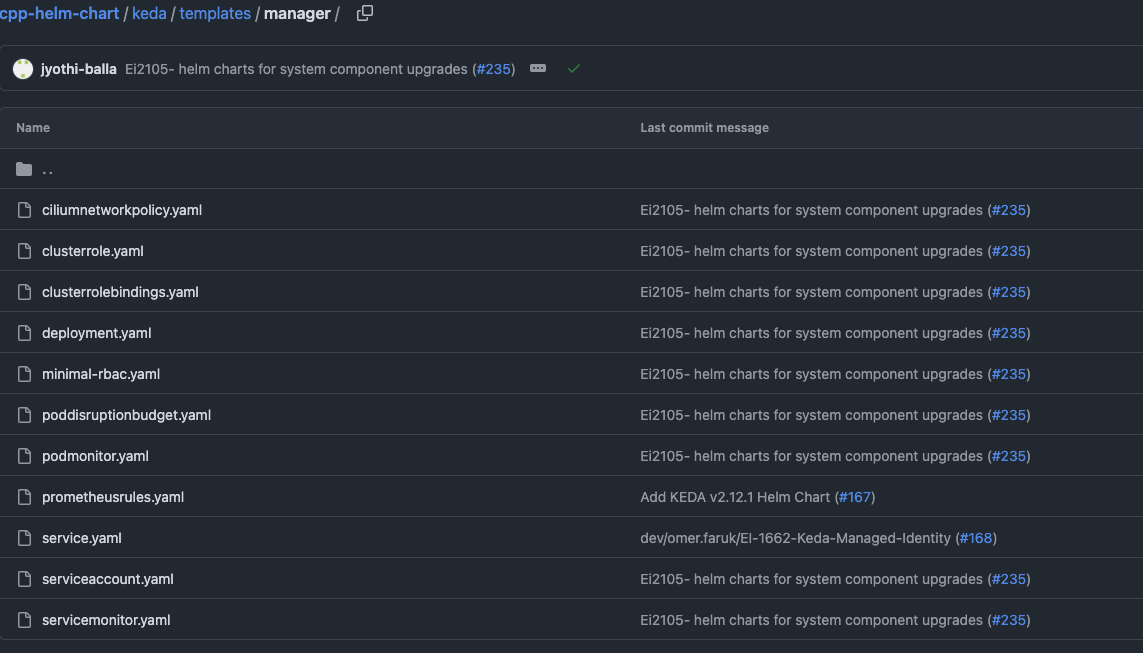 cpp-helm-chart / keda / templates / manager /
jyothi-balla Ei2105- helm charts for system component upgrades (#235)
Name Last commit message
..
ciliumnetworkpolicy.yaml Ei2105- helm charts for system component upgrades (#235)
clusterrole.yaml Ei2105- helm charts for system component upgrades (#235)
clusterrolebindings.yaml Ei2105- helm charts for system component upgrades (#235)
deployment.yaml Ei2105- helm charts for system component upgrades (#235)
minimal-rbac.yaml Ei2105- helm charts for system component upgrades (#235)
poddisruptionbudget.yaml Ei2105- helm charts for system component upgrades (#235)
podmonitor.yaml Ei2105- helm charts for system component upgrades (#235)
prometheusrules.yaml Add KEDA v2.12.1 Helm Chart (#167)
service.yaml dev/omer.faruk/EI-1662-Keda-Managed-Identity (#168)
serviceaccount.yaml Ei2105- helm charts for system component upgrades (#235)
servicemonitor.yaml Ei2105- helm charts for system component upgrades (#235)